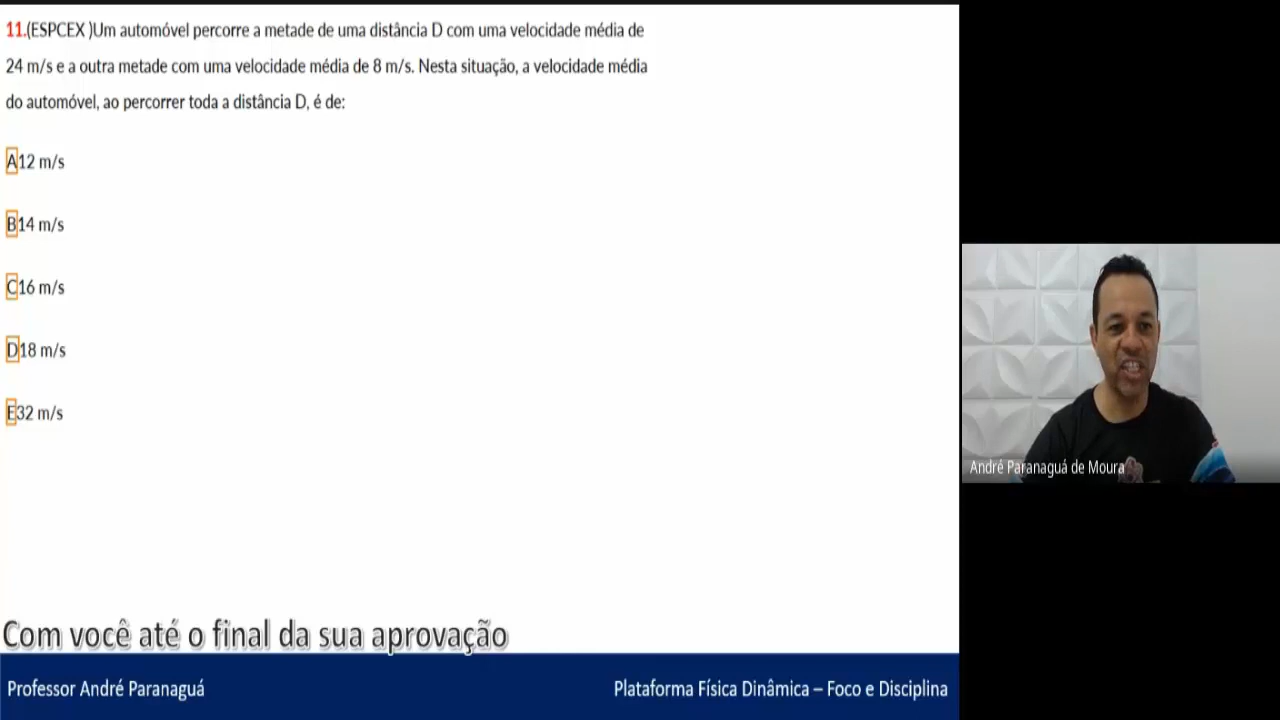 11.(ESPCEX )Um automóvel percorre a metade de uma distância D com uma velocidade média de
24 m/s e a outra metade com uma velocidade média de 8 m/s. Nesta situação, a velocidade média
do automóvel, ao percorrer toda a distância D, é de:
A12 m/s
B14 m/s
C16 m/s
D18 m/s
E32 m/s
André Paranaguá de Moura
Com você até o final da sua aprovação
Professor André Paranaguá
Plataforma Física Dinâmica – Foco e Disciplina